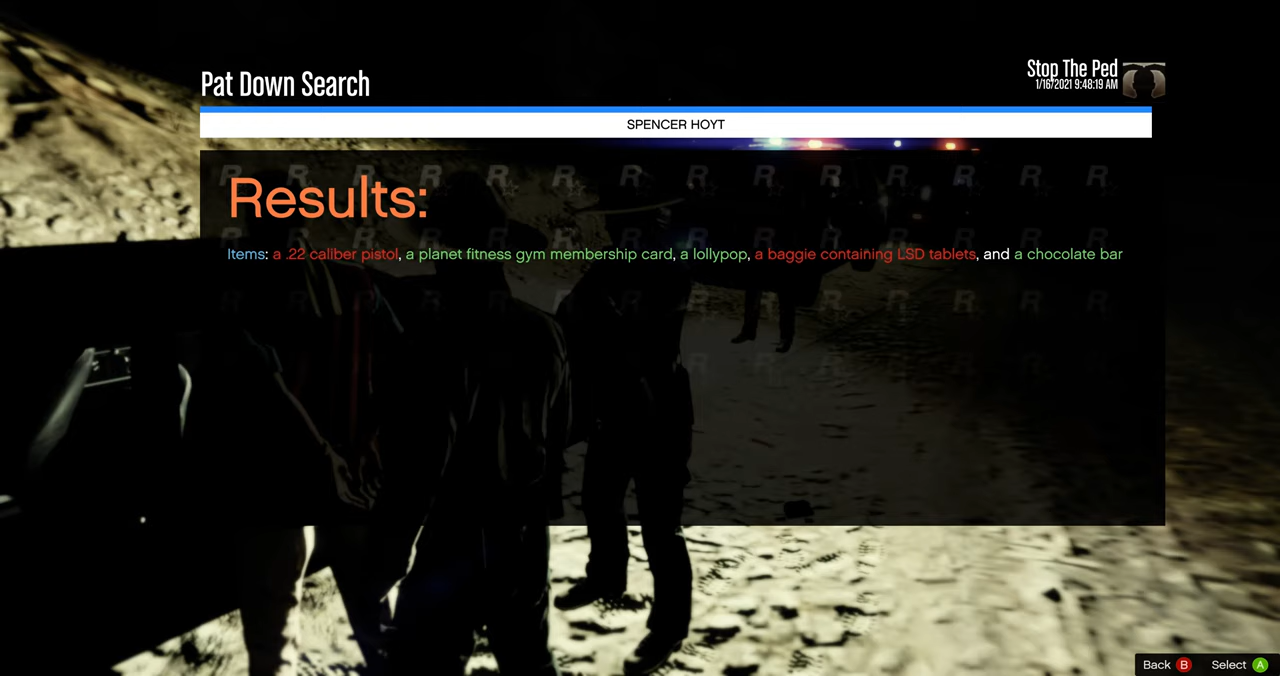 Pat Down Search
Stop The Ped
1/16/2021 9:48:19 AM
SPENCER HOYT
Results:
Items: a .22 caliber pistol, a planet fitness gym membership card, a lollypop, a baggie containing LSD tablets, and a chocolate bar
Back B Select A